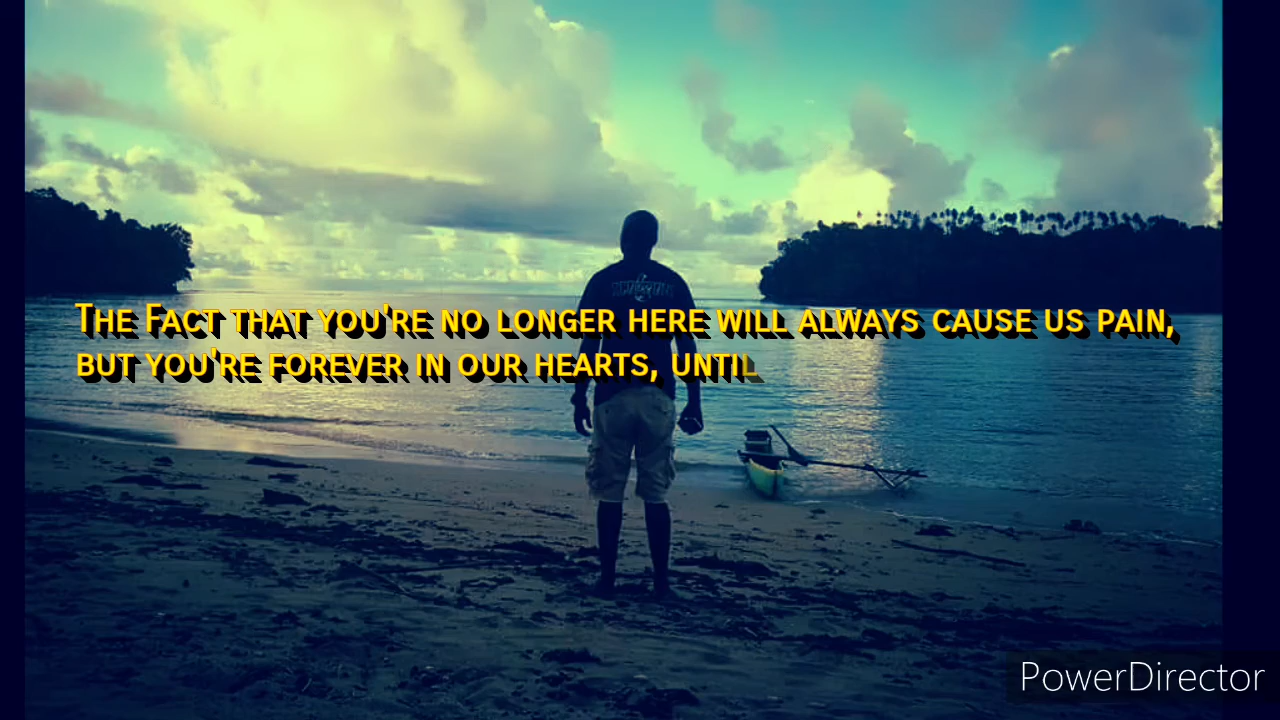 The Fact that you're no longer here will always cause us pain,
but you're forever in our hearts, until
PowerDirector